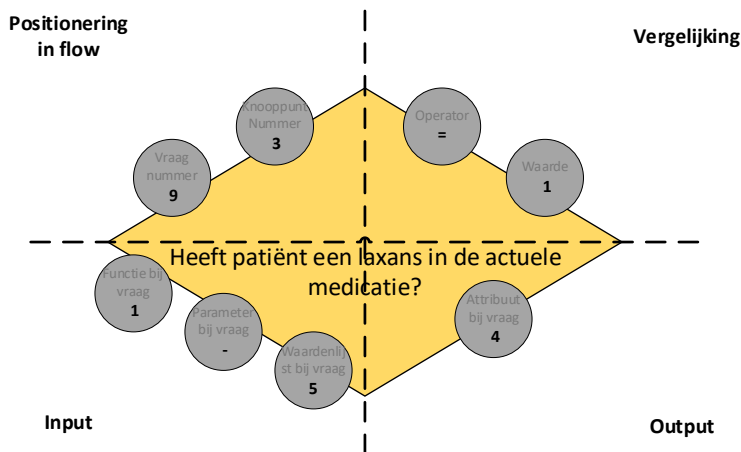 Positionering
in flow
Vergelijking
Knooppunt
Nummer
3
Operator
=
Vraag
nummer
9
Waarde
1
Heeft patiënt een laxans in de actuele
medicatie?
Functie bij
vraag
1
Parameter
bij vraag
-
Waardenlij
st bij vraag
5
Attribuut
bij vraag
4
Input
Output